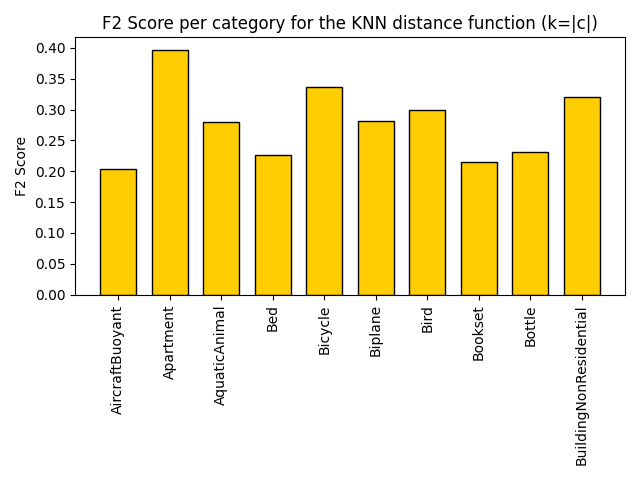 F2 Score per category for the KNN distance function (k=|c|)
F2 Score
0.40
0.35
0.30
0.25
0.20
0.15
0.10
0.05
0.00
AircraftBuoyant
Apartment
AquaticAnimal
Bed
Bicycle
Biplane
Bird
Bookset
Bottle
BuildingNonResidential